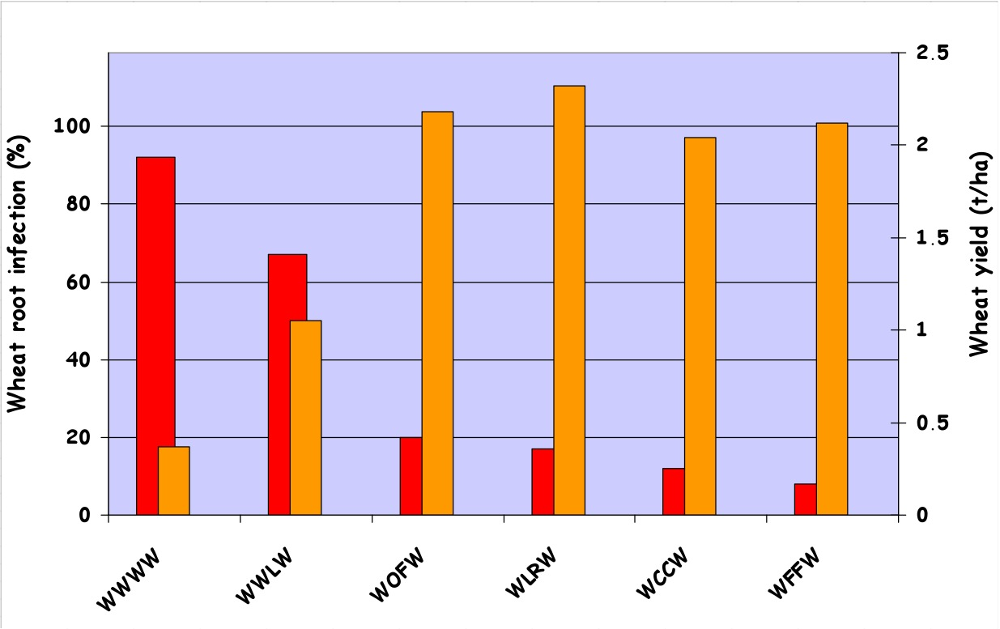 Wheat root infection (%)
100
80
60
40
20
0
2.5
2
1.5
1
0.5
0
Wheat yield (t/ha)
WWWW
WWLW
WOFW
WLRW
WCCW
WFFW